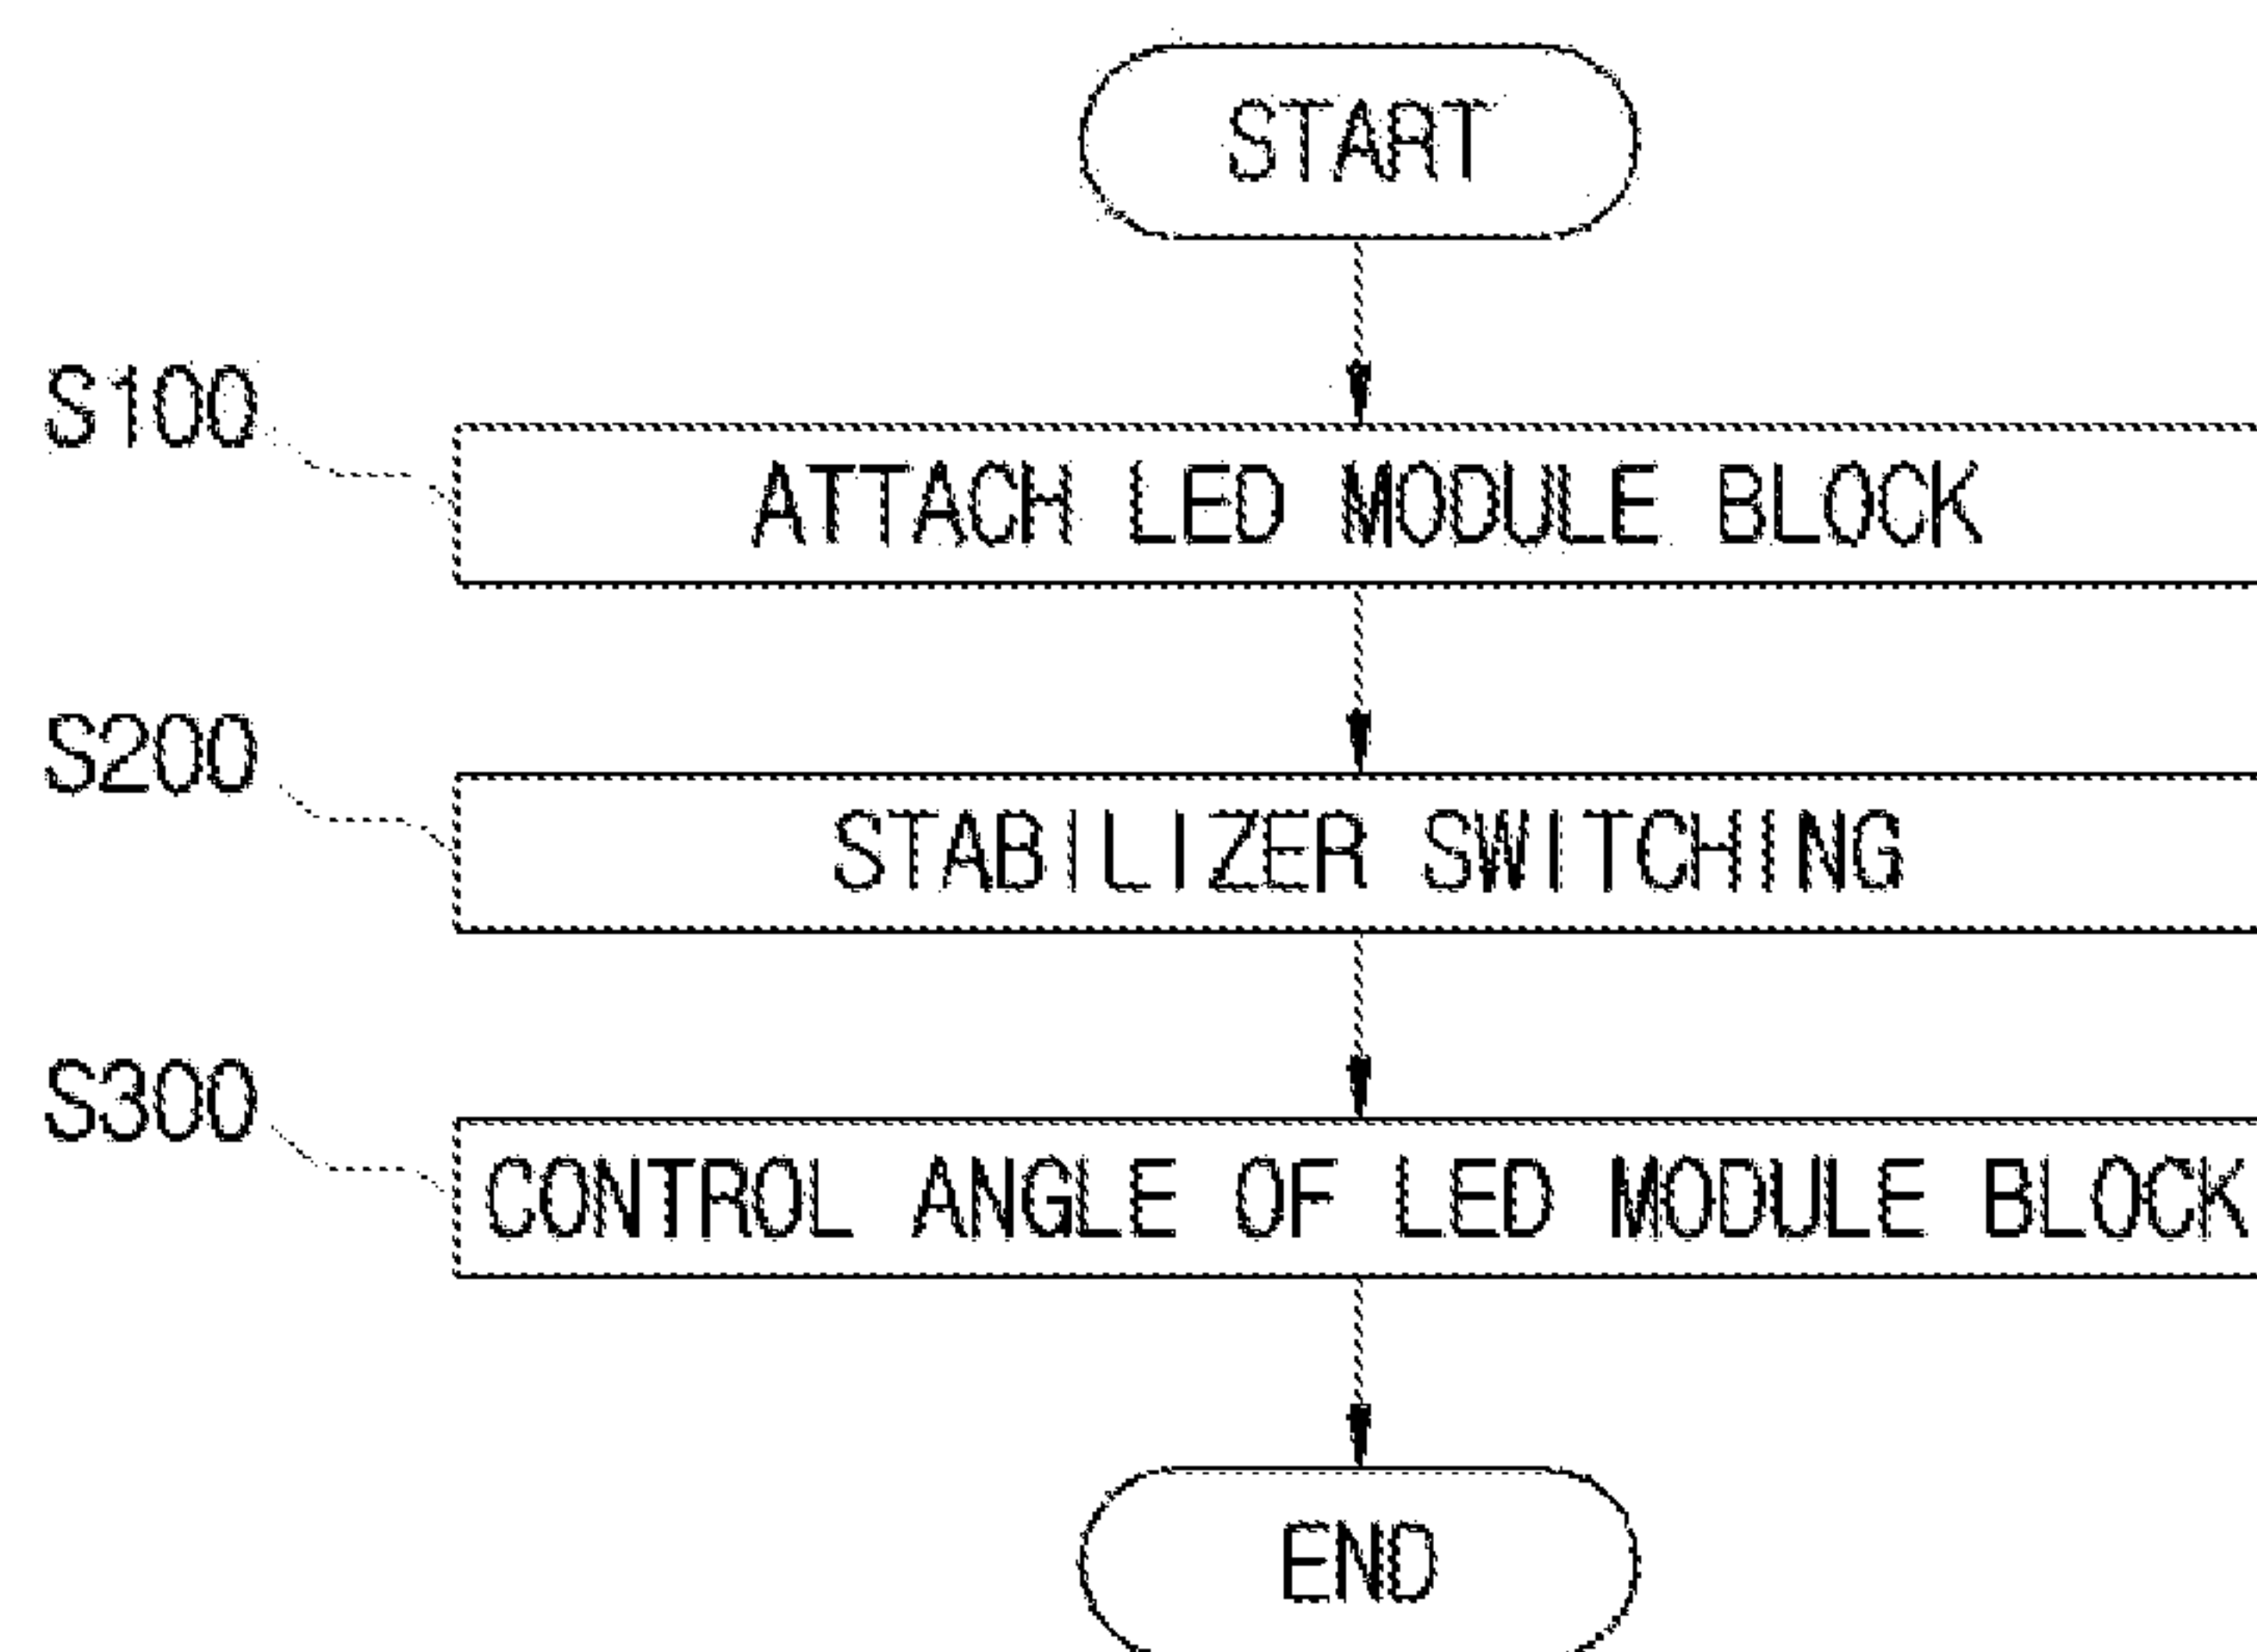 START
S100
ATTACH LED MODULE BLOCK
S200
STABILIZER SWITCHING
S300
CONTROL ANGLE OF LED MODULE BLOCK
END